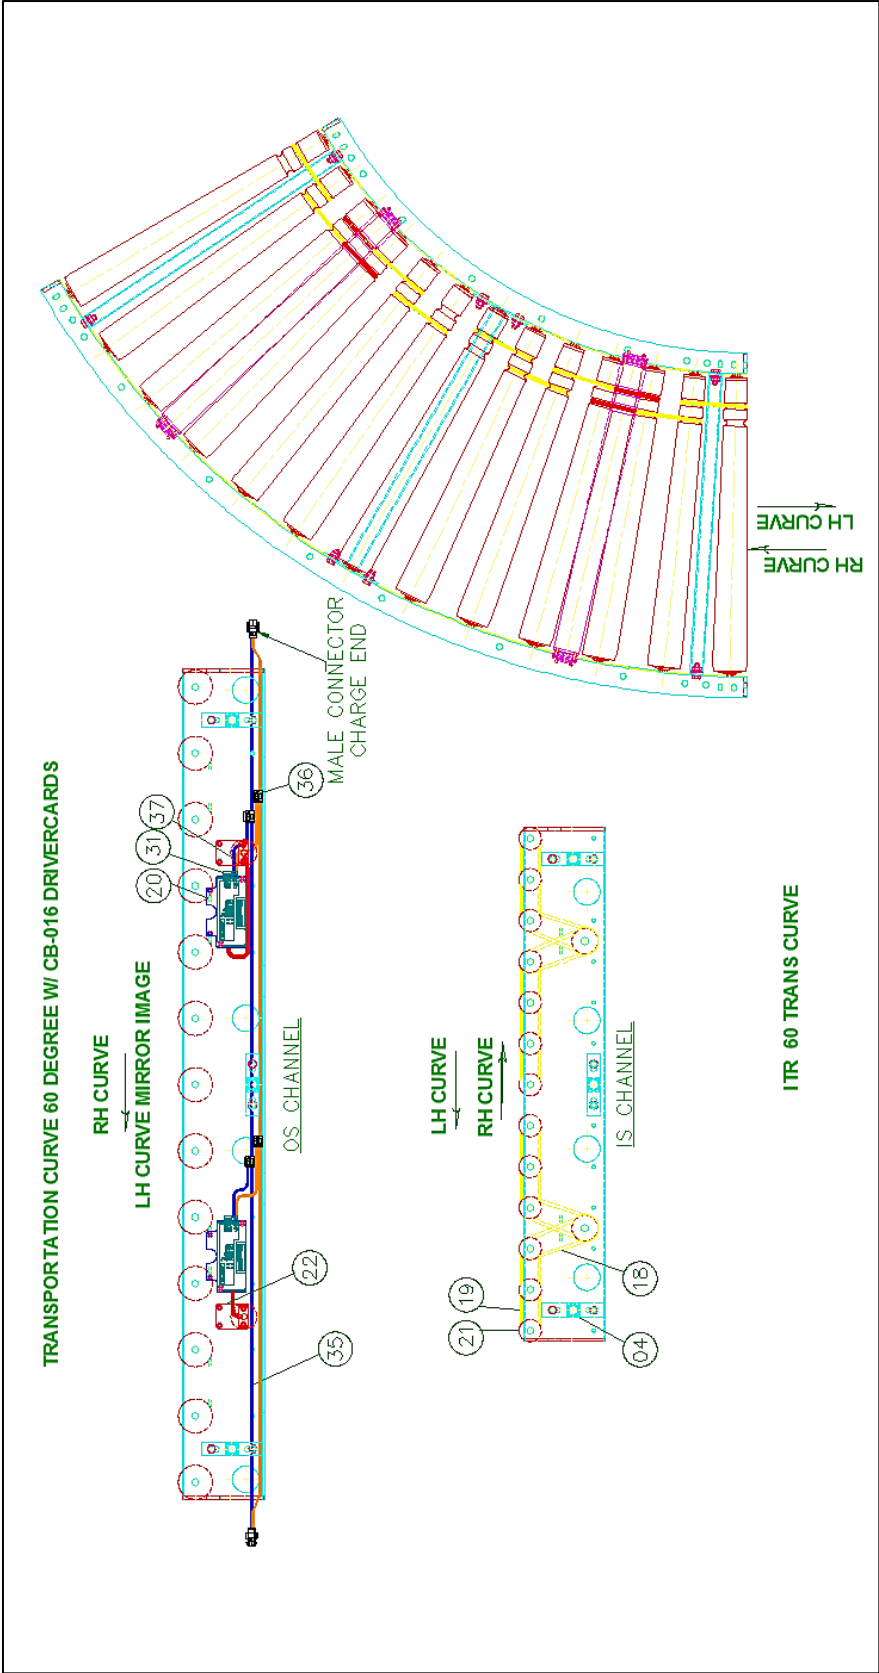 TRANSPORTATION CURVE 60 DEGREE W/ CB-016 DRIVERCARDS
RH CURVE
LH CURVE MIRROR IMAGE
20
31
37
36
22
35
MALE CONNECTOR
CHARGE END
OS CHANNEL
LH CURVE
RH CURVE
21
19
18
04
IS CHANNEL
ITR 60 TRANS CURVE
LH CURVE
RH CURVE